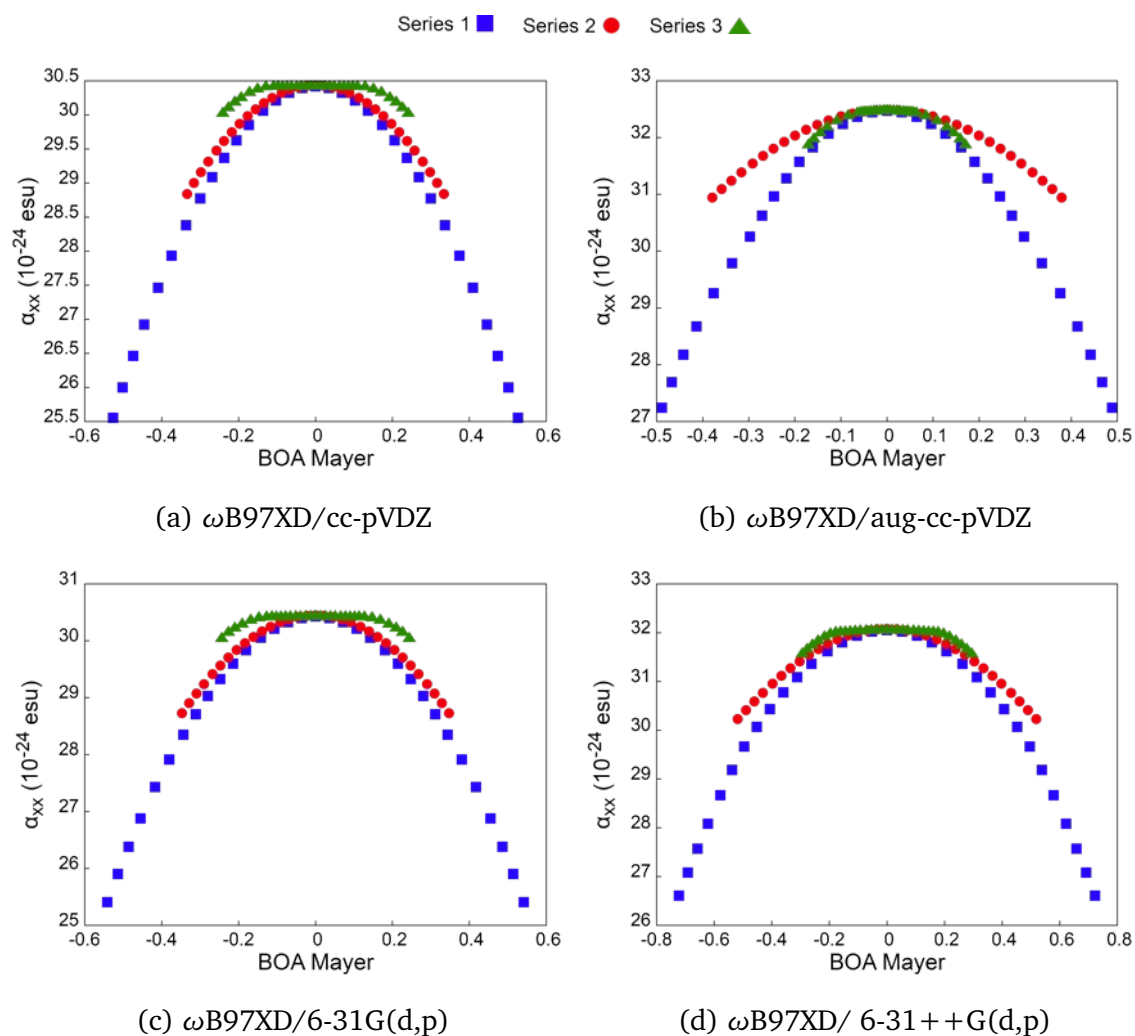 Series 1 Series 2 Series 3
30.5
30
29.5
29
28.5
28
27.5
27
26.5
26
25.5
αxx (10-24 esu)
-0.6 -0.4 -0.2 0 0.2 0.4 0.6
BOA Mayer
(a) ωB97XD/cc-pVDZ
33
32
31
30
29
28
27
αxx (10-24 esu)
-0.5 -0.4 -0.3 -0.2 -0.1 0 0.1 0.2 0.3 0.4 0.5
BOA Mayer
(b) ωB97XD/aug-cc-pVDZ
31
30
29
28
27
26
25
αxx (10-24 esu)
-0.6 -0.4 -0.2 0 0.2 0.4 0.6
BOA Mayer
(c) ωB97XD/6-31G(d,p)
33
32
31
30
29
28
27
26
αxx (10-24 esu)
-0.8 -0.6 -0.4 -0.2 0 0.2 0.4 0.6 0.8
BOA Mayer
(d) ωB97XD/ 6-31++G(d,p)